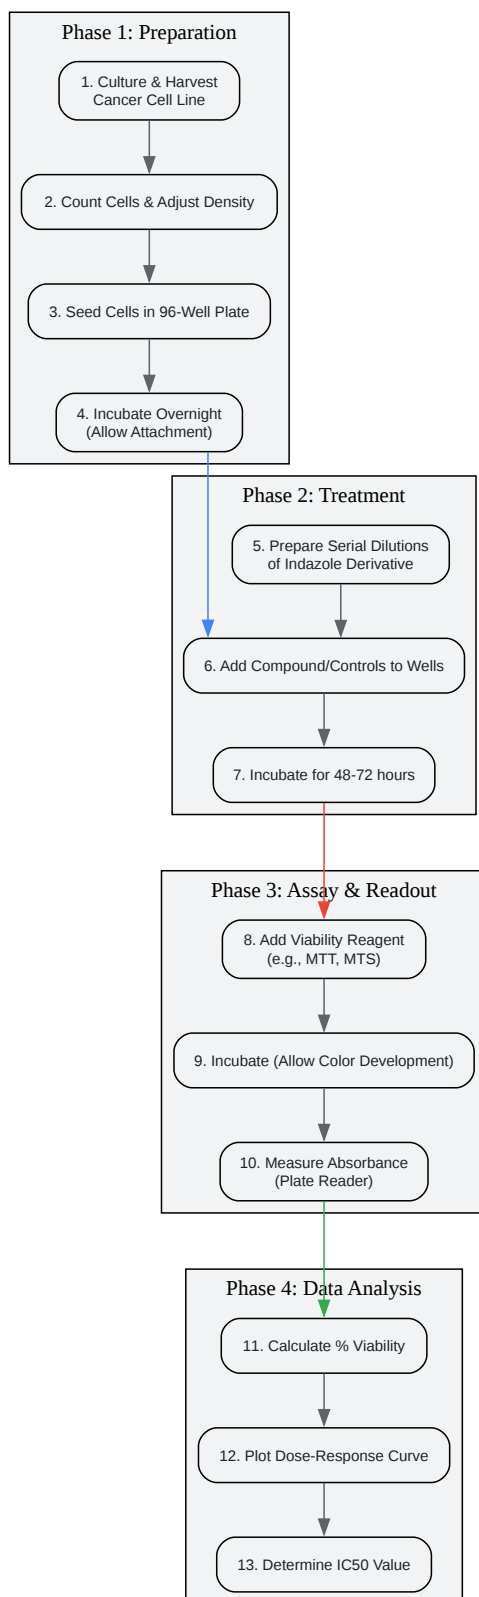 Phase 1: Preparation
1. Culture & Harvest
Cancer Cell Line
2. Count Cells & Adjust Density
3. Seed Cells in 96-Well Plate
4. Incubate Overnight
(Allow Attachment)
Phase 2: Treatment
5. Prepare Serial Dilutions
of Indazole Derivative
6. Add Compound/Controls to Wells
7. Incubate for 48-72 hours
Phase 3: Assay & Readout
8. Add Viability Reagent
(e.g., MTT, MTS)
9. Incubate (Allow Color Development)
10. Measure Absorbance
(Plate Reader)
Phase 4: Data Analysis
11. Calculate % Viability
12. Plot Dose-Response Curve
13. Determine IC50 Value